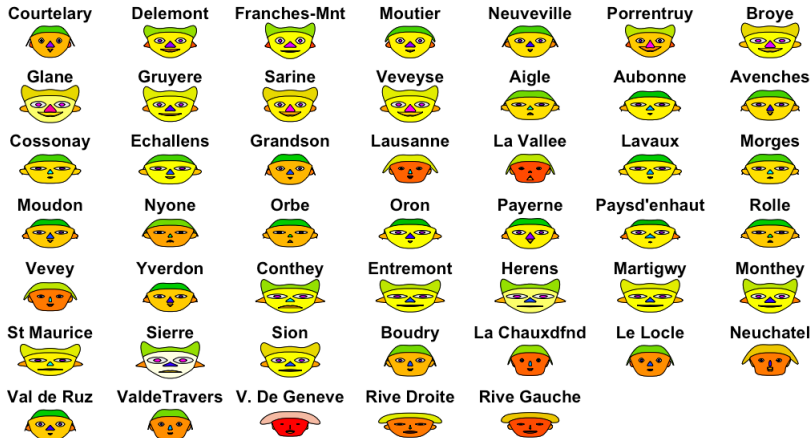 Courtelary Delemont Franches-Mnt Moutier Neuveville Porrentruy Broye
Glane Gruyere Sarine Veveyse Aigle Aubonne Avenches
Cossonay Echallens Grandson Lausanne La Vallee Lavaux Morges
Moudon Nyone Orbe Oron Payerne Paysd'enhaut Rolle
Vevey Yverdon Conthey Entremont Herens Martigwy Monthey
St Maurice Sierre Sion Boudry La Chauxdfnd Le Locle Neuchatel
Val de Ruz ValdeTravers V. De Geneve Rive Droite Rive Gauche